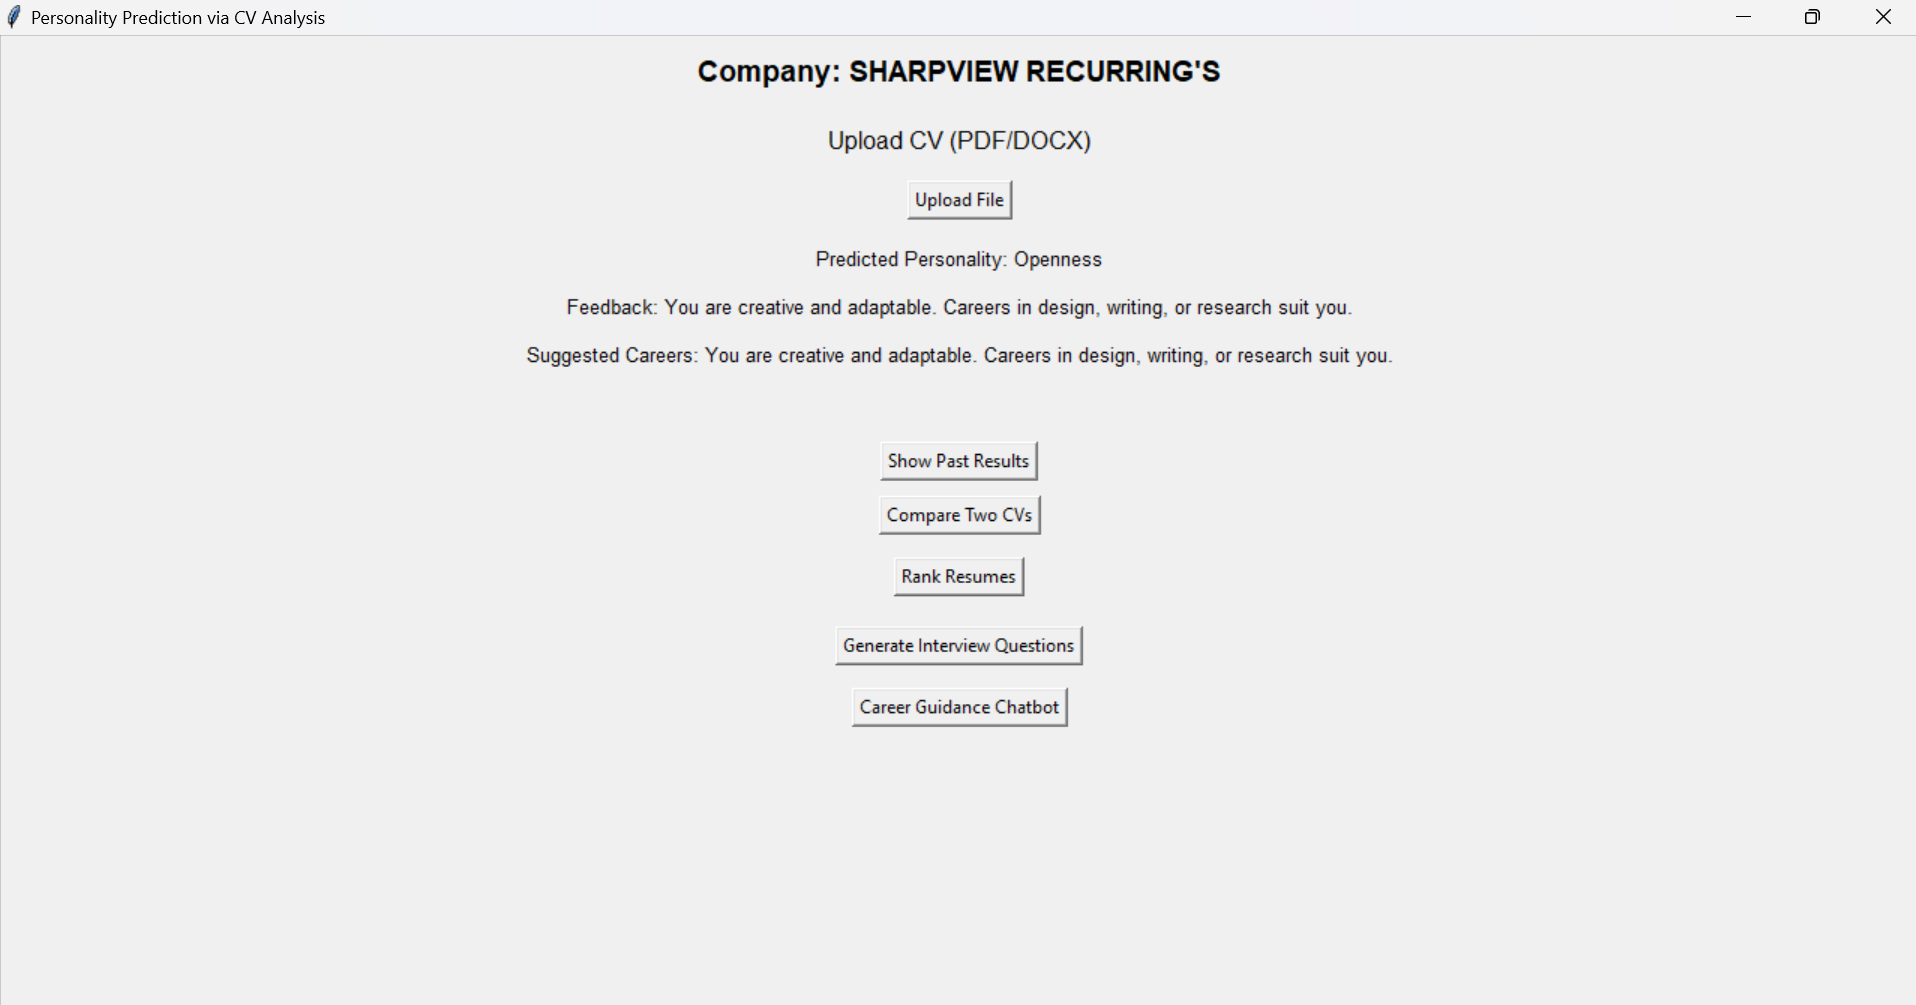 Personality Prediction via CV Analysis
Company: SHARPVIEW RECURRING'S
Upload CV (PDF/DOCX)
Upload File
Predicted Personality: Openness
Feedback: You are creative and adaptable. Careers in design, writing, or research suit you.
Suggested Careers: You are creative and adaptable. Careers in design, writing, or research suit you.
Show Past Results
Compare Two CVs
Rank Resumes
Generate Interview Questions
Career Guidance Chatbot